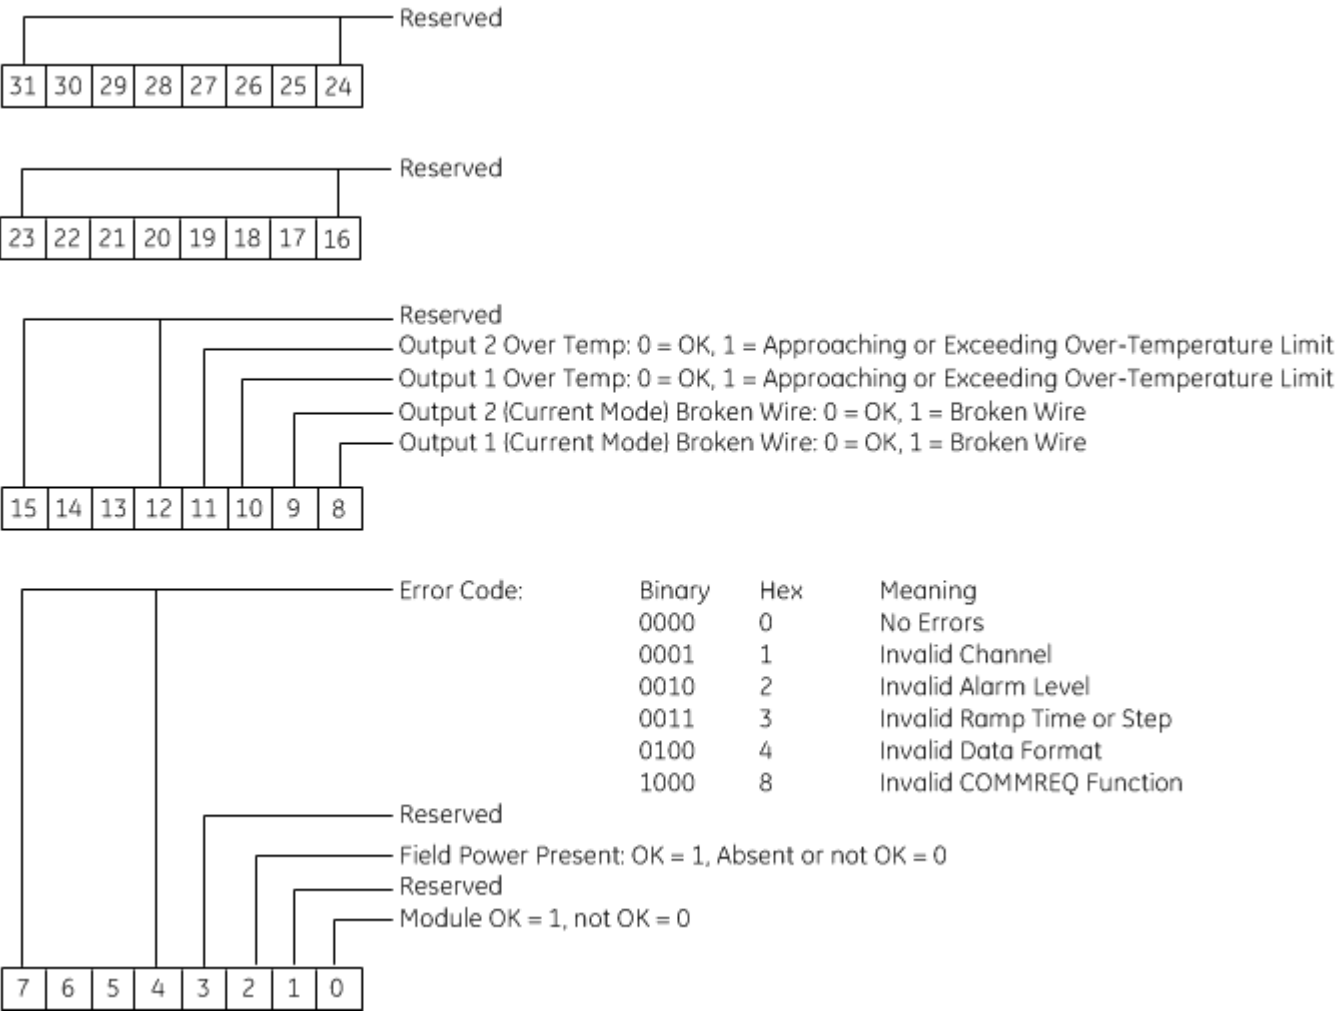 Reserved
31 30 29 28 27 26 25 24
Reserved
23 22 21 20 19 18 17 16
Reserved
Output 2 Over Temp: 0 = OK, 1 = Approaching or Exceeding Over-Temperature Limit
Output 1 Over Temp: 0 = OK, 1 = Approaching or Exceeding Over-Temperature Limit
Output 2 (Current Mode) Broken Wire: 0 = OK, 1 = Broken Wire
Output 1 (Current Mode) Broken Wire: 0 = OK, 1 = Broken Wire
15 14 13 12 11 10 9 8
Error Code: Binary Hex Meaning
0000 0 No Errors
0001 1 Invalid Channel
0010 2 Invalid Alarm Level
0011 3 Invalid Ramp Time or Step
0100 4 Invalid Data Format
1000 8 Invalid COMMREQ Function
Reserved
Field Power Present: OK = 1, Absent or not OK = 0
Reserved
Module OK = 1, not OK = 0
7 6 5 4 3 2 1 0